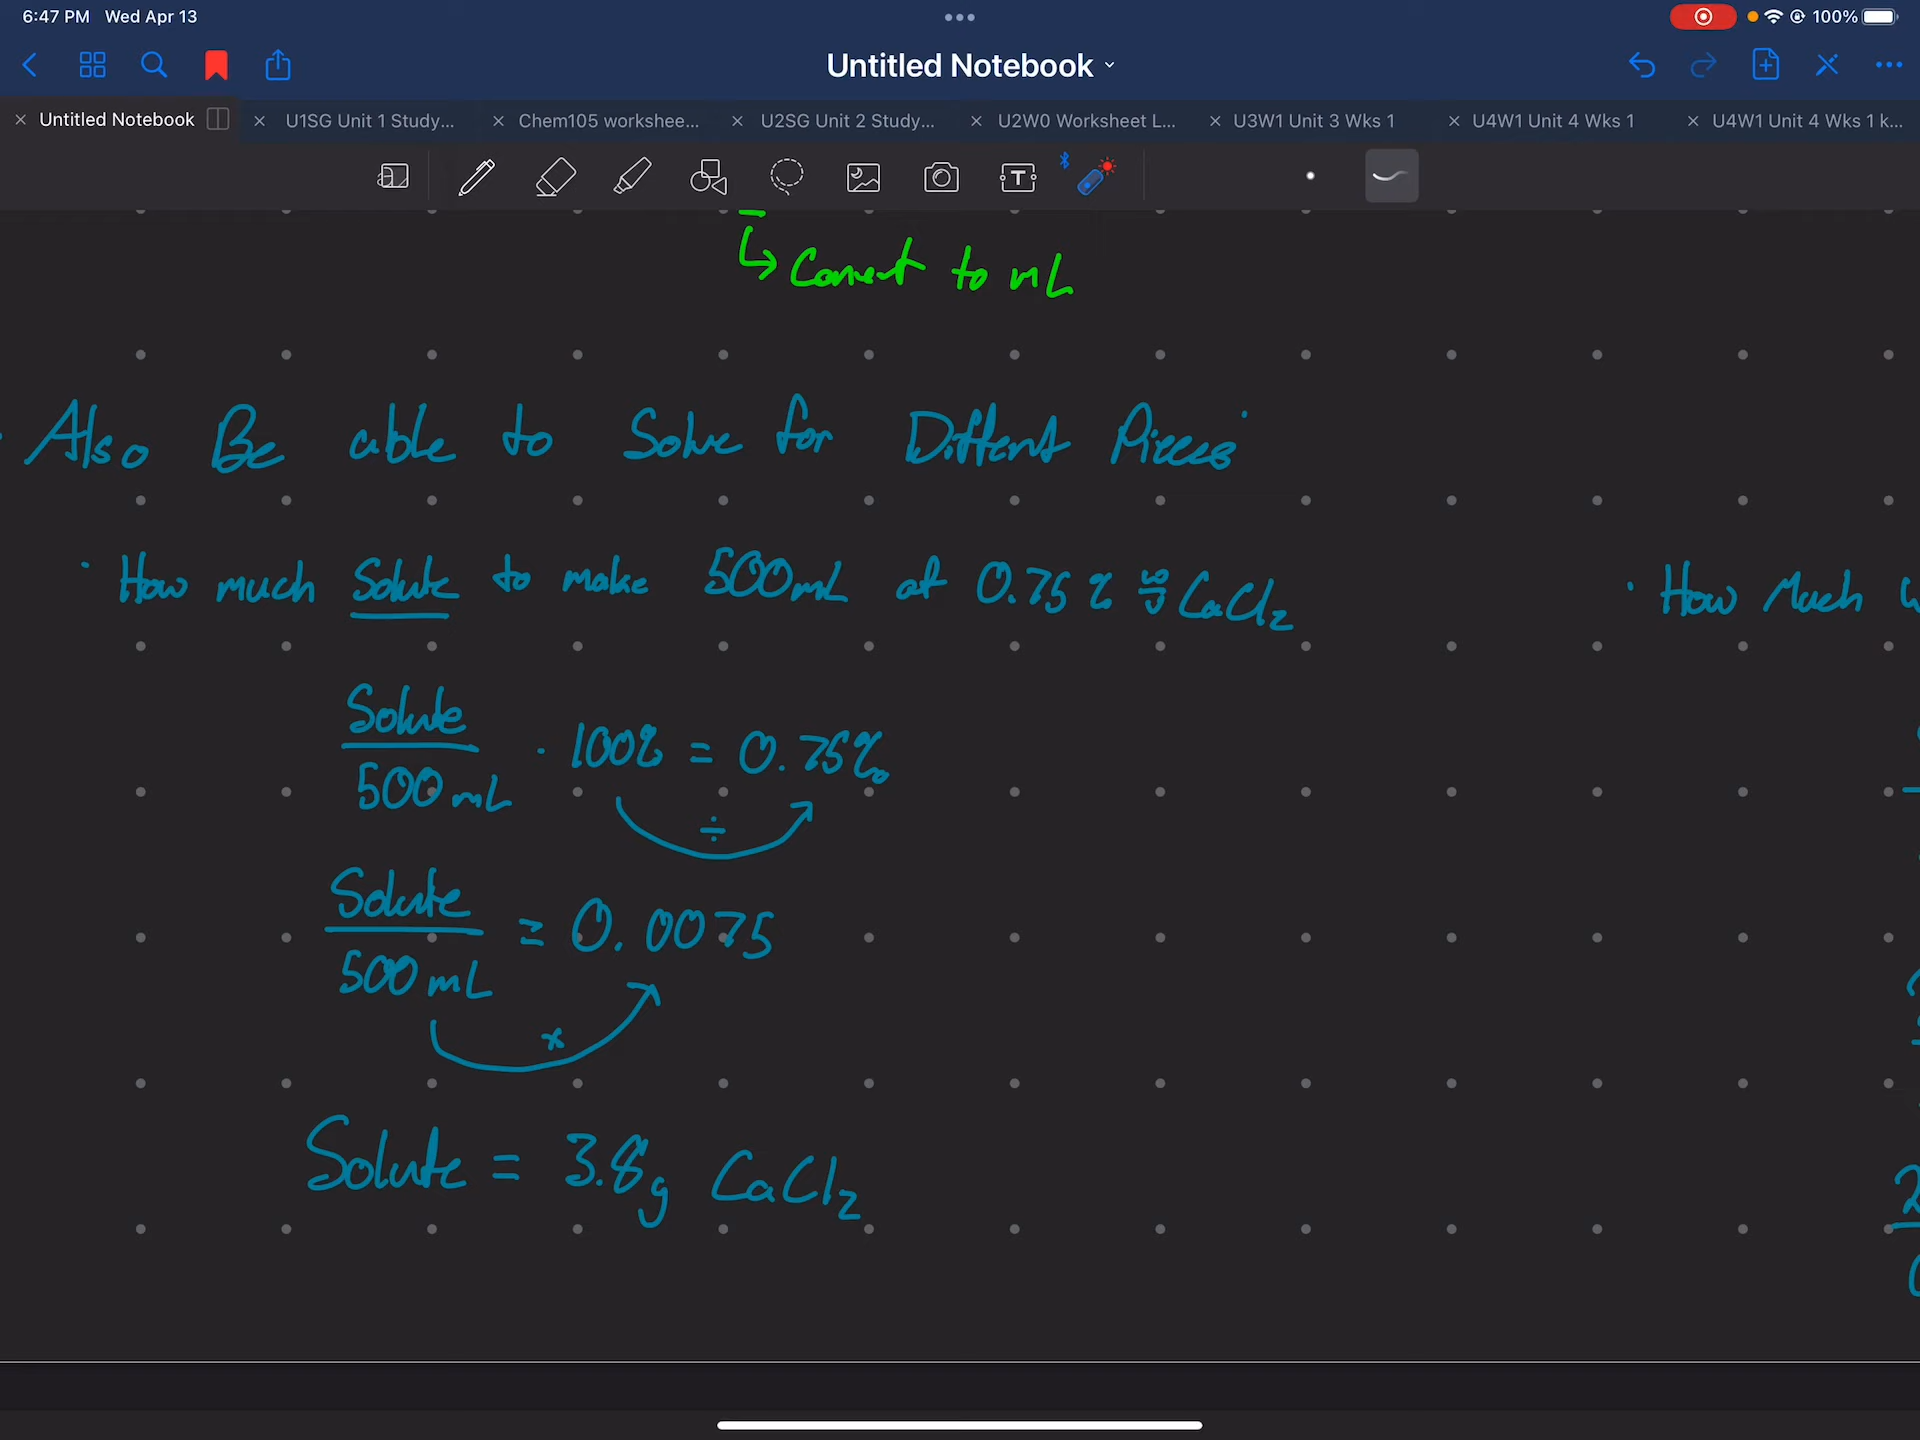 6:47 PM Wed Apr 13
100%
Untitled Notebook
Untitled Notebook
U1SG Unit 1 Study...
Chem105 workshee...
U2SG Unit 2 Study...
U2W0 Worksheet L...
U3W1 Unit 3 Wks 1
U4W1 Unit 4 Wks 1
U4W1 Unit 4 Wks 1 k...
↳ Convert to mL
Also Be able to Solve for Diffent Pieces
· How much Solute to make 500mL at 0.75 % CaCl₂
· How Much
Solute
500 mL
· 100% = 0.75%
÷
Solute
500 mL
= 0.0075
x
Solute = 3.8g CaCl₂